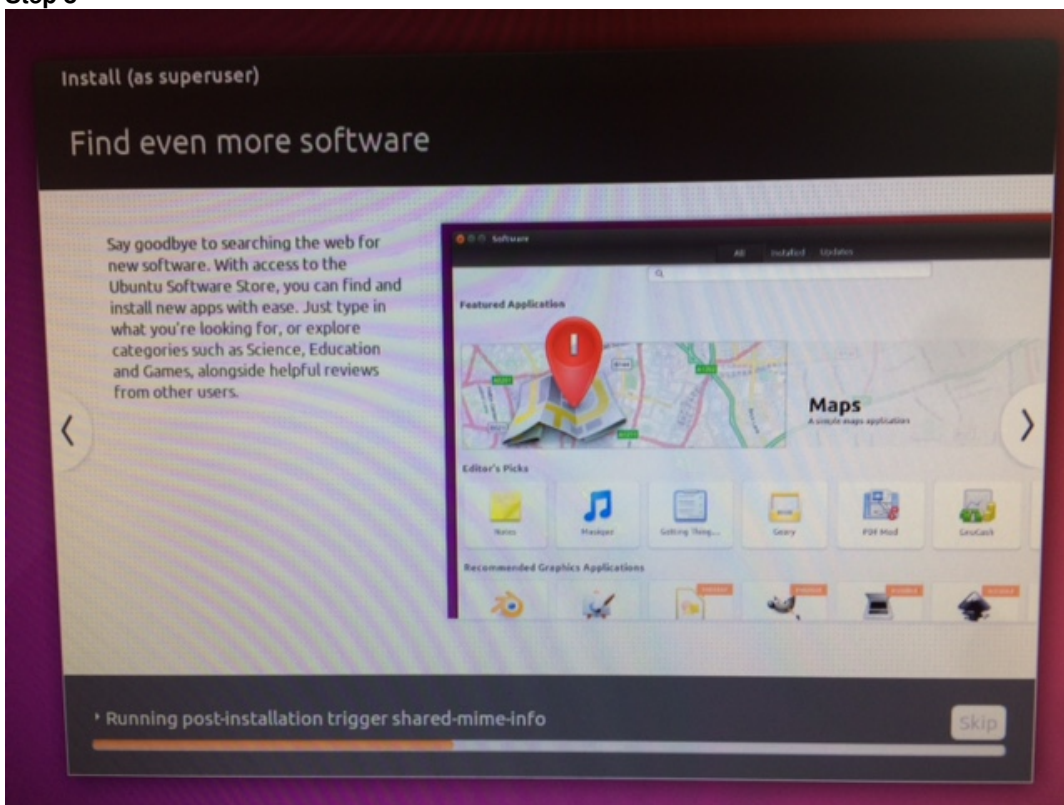 Install (as superuser)
Find even more software
Say goodbye to searching the web for
new software. With access to the
Ubuntu Software Store, you can find and
install new apps with ease. Just type in
what you're looking for, or explore
categories such as Science, Education
and Games, alongside helpful reviews
from other users.
Software
All Installed Updates
Featured Application
Maps
A simple maps application
Editor's Picks
Notes Musique Getting Thing... Geary PDF Mod GeoCash
Recommended Graphics Applications
Running post-installation trigger shared-mime-info
Skip